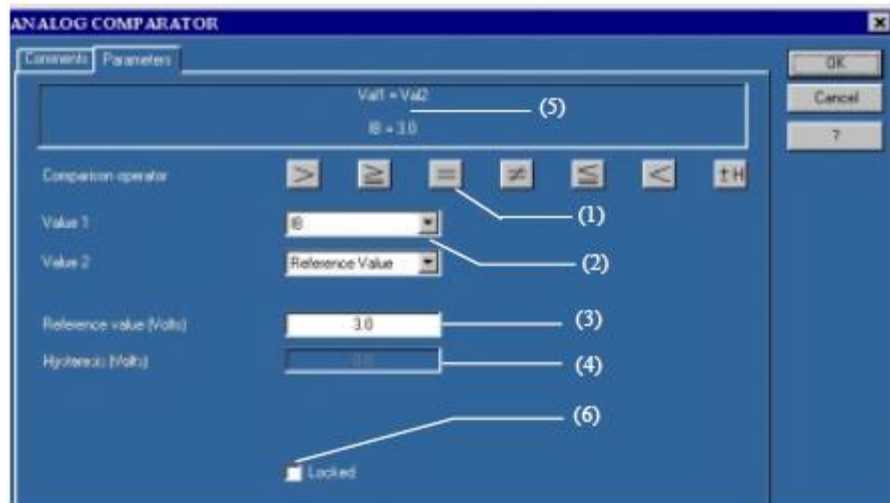 ANALOG COMPARATOR
Comments Parameters
OK
Cancel
?
Val1 = Val2
(5)
IB = 3.0
Comparison operator > ≧ = ≠ ≦ < ±H
(1)
Value 1 IB
(2)
Value 2 Reference Value
Reference value (Volts) 3.0 (3)
Hysteresis (Volts) (4)
(6)
Locked